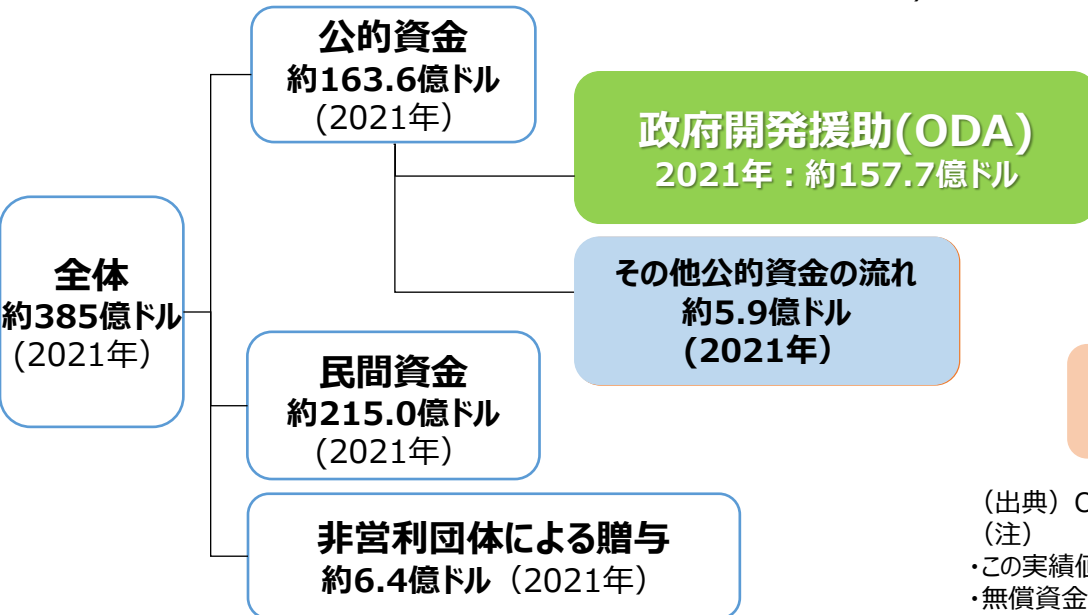 公的資金
約163.6億ドル
(2021年）
政府開発援助(ODA)
2021年：約157.7億ドル
全体
約385億ドル
(2021年）
その他公的資金の流れ
約5.9億ドル
(2021年）
民間資金
約215.0億ドル
(2021年）
非営利団体による贈与
約6.4億ドル（2021年）
（出典）
（注）
・この実績
・無償資金